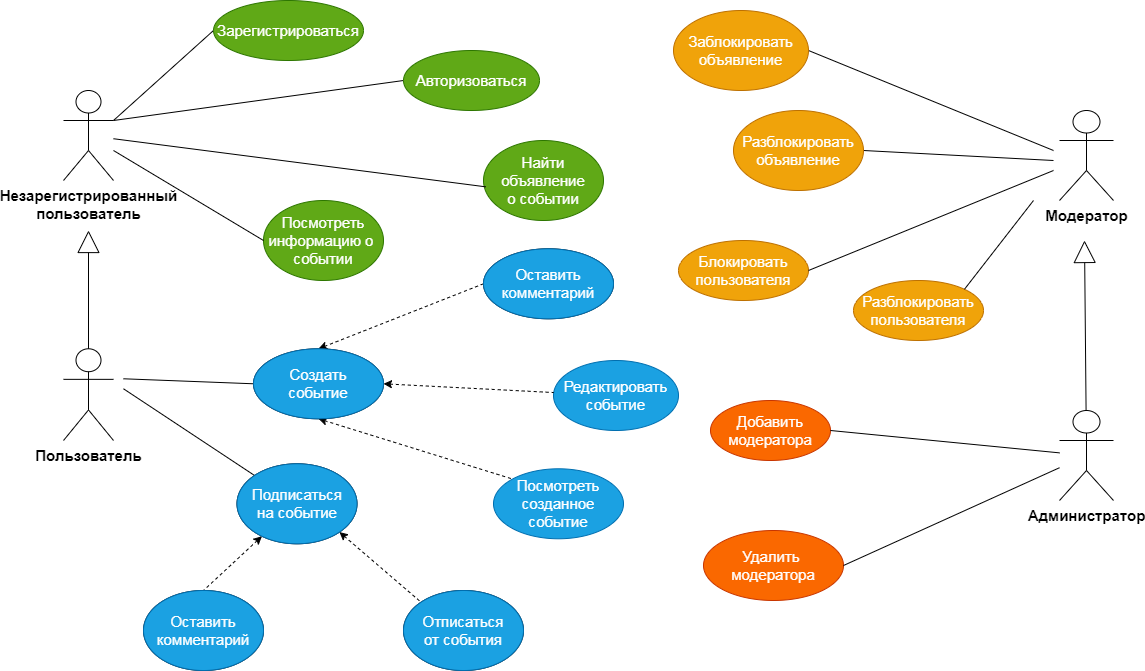 Зарегистрироваться
Авторизоваться
Незарегистрированный
пользователь
Найти
объявление
о событии
Посмотреть
информацию о
событии
Оставить
комментарий
Создать
событие
Редактировать
событие
Пользователь
Посмотреть
созданное
событие
Подписаться
на событие
Оставить
комментарий
Отписаться
от события
Заблокировать
объявление
Разблокировать
объявление
Модератор
Блокировать
пользователя
Разблокировать
пользователя
Добавить
модератора
Администратор
Удалить
модератора